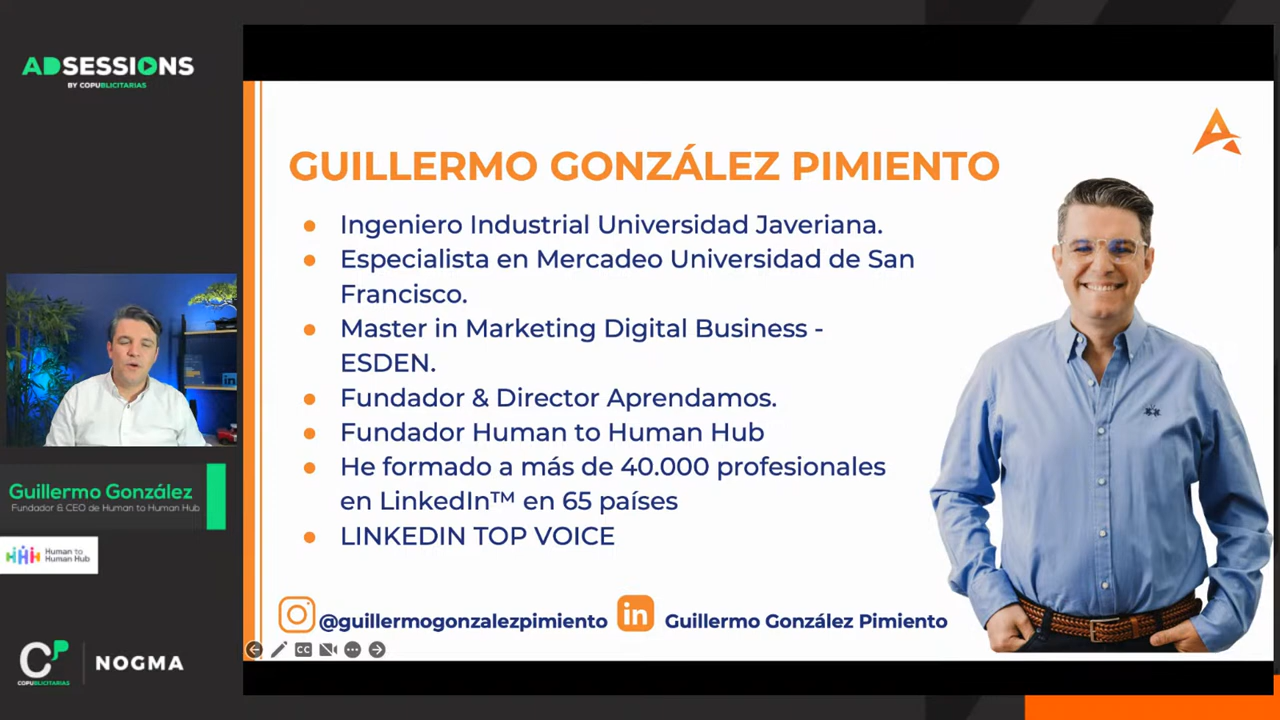 ADSESSIONS
BY COPUBLICITARIAS
GUILLERMO GONZÁLEZ PIMIENTO
● Ingeniero Industrial Universidad Javeriana.
● Especialista en Mercadeo Universidad de San
Francisco.
● Master in Marketing Digital Business -
ESDEN.
● Fundador & Director Aprendamos.
● Fundador Human to Human Hub
● He formado a más de 40.000 profesionales
en LinkedIn™ en 65 países
● LINKEDIN TOP VOICE
@guillermogonzalezpimiento
in Guillermo González Pimiento
CC
Guillermo González
Fundador & CEO de Human to Human Hub
Human to
Human Hub
CP
COPUBLICITARIAS
NOGMA